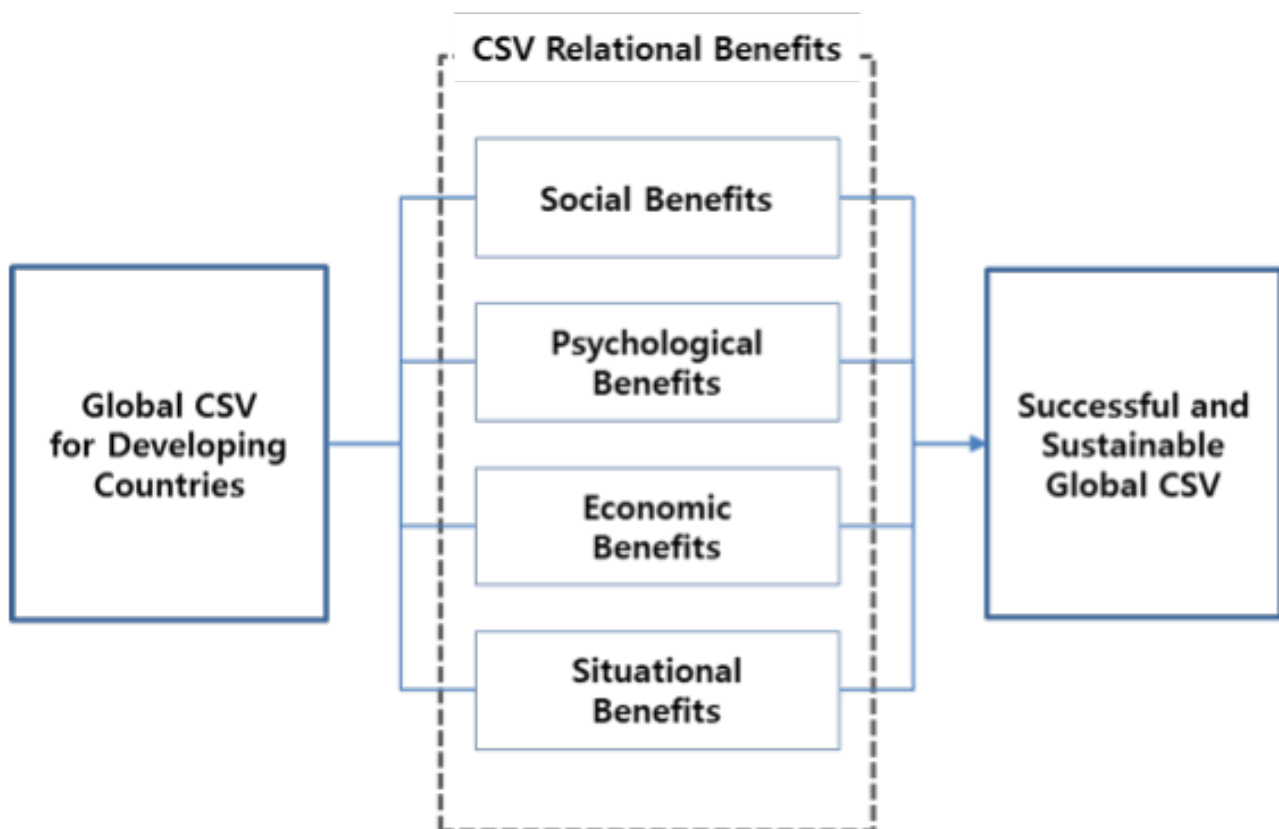 CSV Relational Benefits
Social Benefits
Psychological
Benefits
Global CSV
for Developing
Countries
Successful and
Sustainable
Global CSV
Economic
Benefits
Situational
Benefits